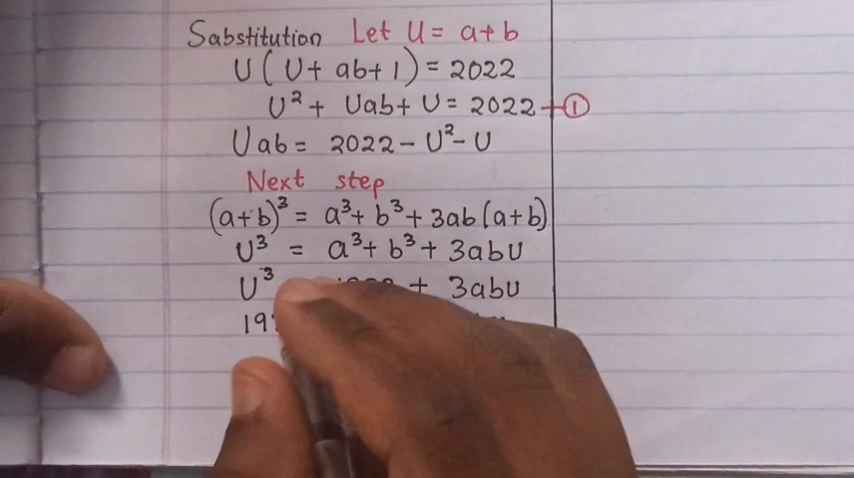 Sabstitution Let U = a+b
U(U+ ab+1) = 2022
U² + Uab+ U = 2022 - ①
Uab = 2022 - U² - U
Next step
(a+b)³ = a³+ b³ + 3ab(a+b)
U³ = a³+ b³ + 3abU
U³ + 3abU
19